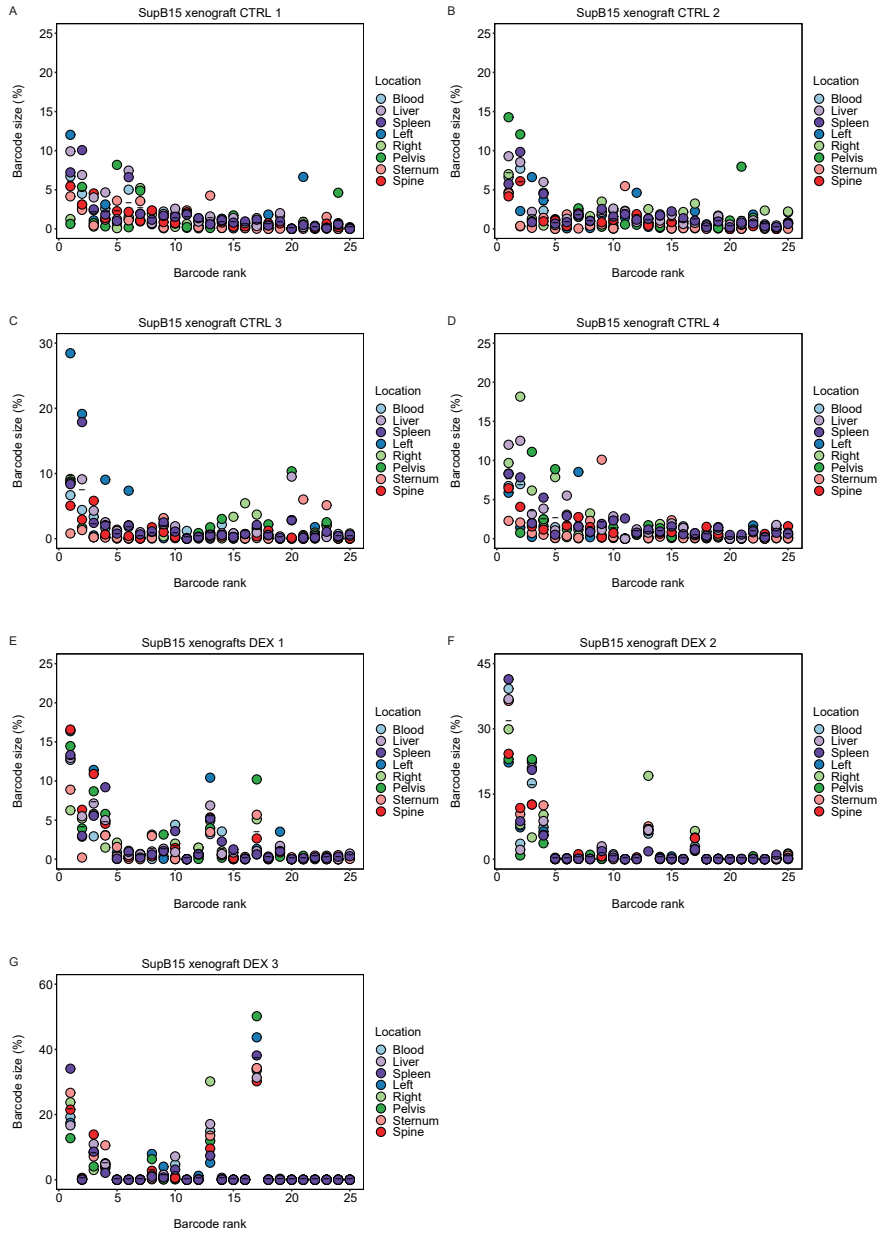 A
SupB15 xenograft CTRL 1
25
20
15
10
5
0
Barcode size (%)
0 5 10 15 20 25
Barcode rank
Location
Blood
Liver
Spleen
Left
Right
Pelvis
Sternum
Spine
B
SupB15 xenograft CTRL 2
25
20
15
10
5
0
Barcode size (%)
0 5 10 15 20 25
Barcode rank
Location
Blood
Liver
Spleen
Left
Right
Pelvis
Sternum
Spine
C
SupB15 xenograft CTRL 3
30
20
10
0
Barcode size (%)
0 5 10 15 20 25
Barcode rank
Location
Blood
Liver
Spleen
Left
Right
Pelvis
Sternum
Spine
D
SupB15 xenograft CTRL 4
25
20
15
10
5
0
Barcode size (%)
0 5 10 15 20 25
Barcode rank
Location
Blood
Liver
Spleen
Left
Right
Pelvis
Sternum
Spine
E
SupB15 xenografts DEX 1
25
20
15
10
5
0
Barcode size (%)
0 5 10 15 20 25
Barcode rank
Location
Blood
Liver
Spleen
Left
Right
Pelvis
Sternum
Spine
F
SupB15 xenograft DEX 2
45
30
15
0
Barcode size (%)
0 5 10 15 20 25
Barcode rank
Location
Blood
Liver
Spleen
Left
Right
Pelvis
Sternum
Spine
G
SupB15 xenograft DEX 3
60
40
20
0
Barcode size (%)
0 5 10 15 20 25
Barcode rank
Location
Blood
Liver
Spleen
Left
Right
Pelvis
Sternum
Spine